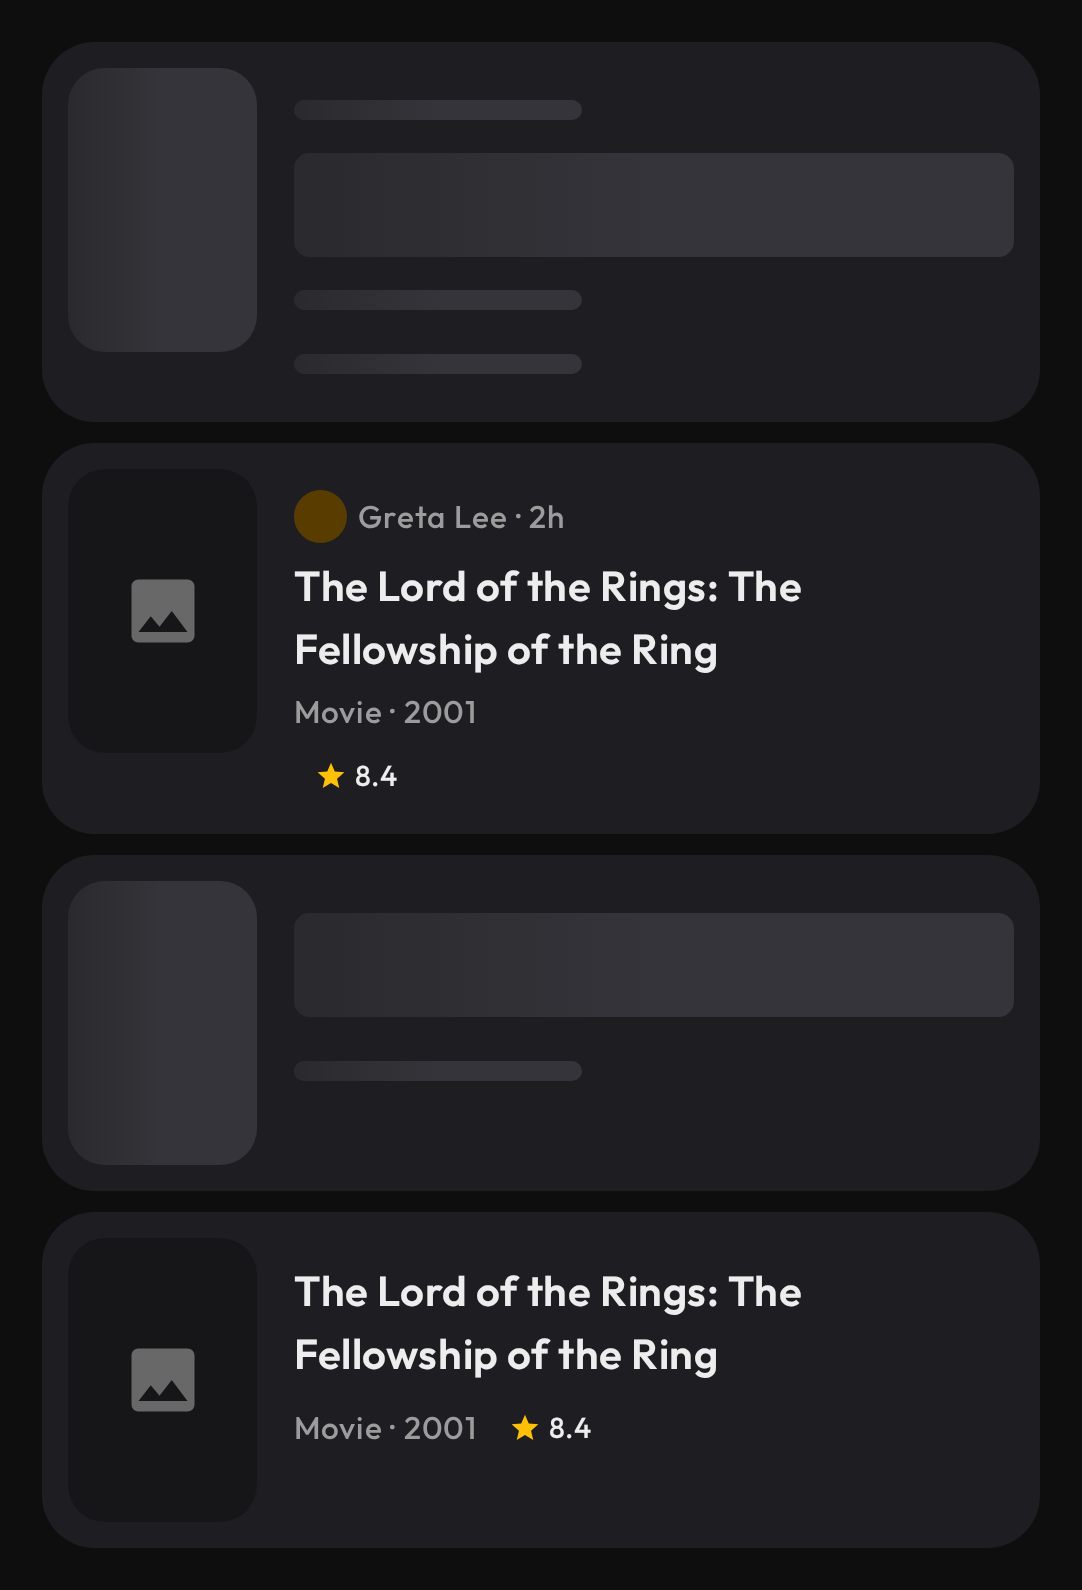 Greta Lee · 2h
The Lord of the Rings: The
Fellowship of the Ring
Movie · 2001
8.4
The Lord of the Rings: The
Fellowship of the Ring
Movie · 2001 8.4